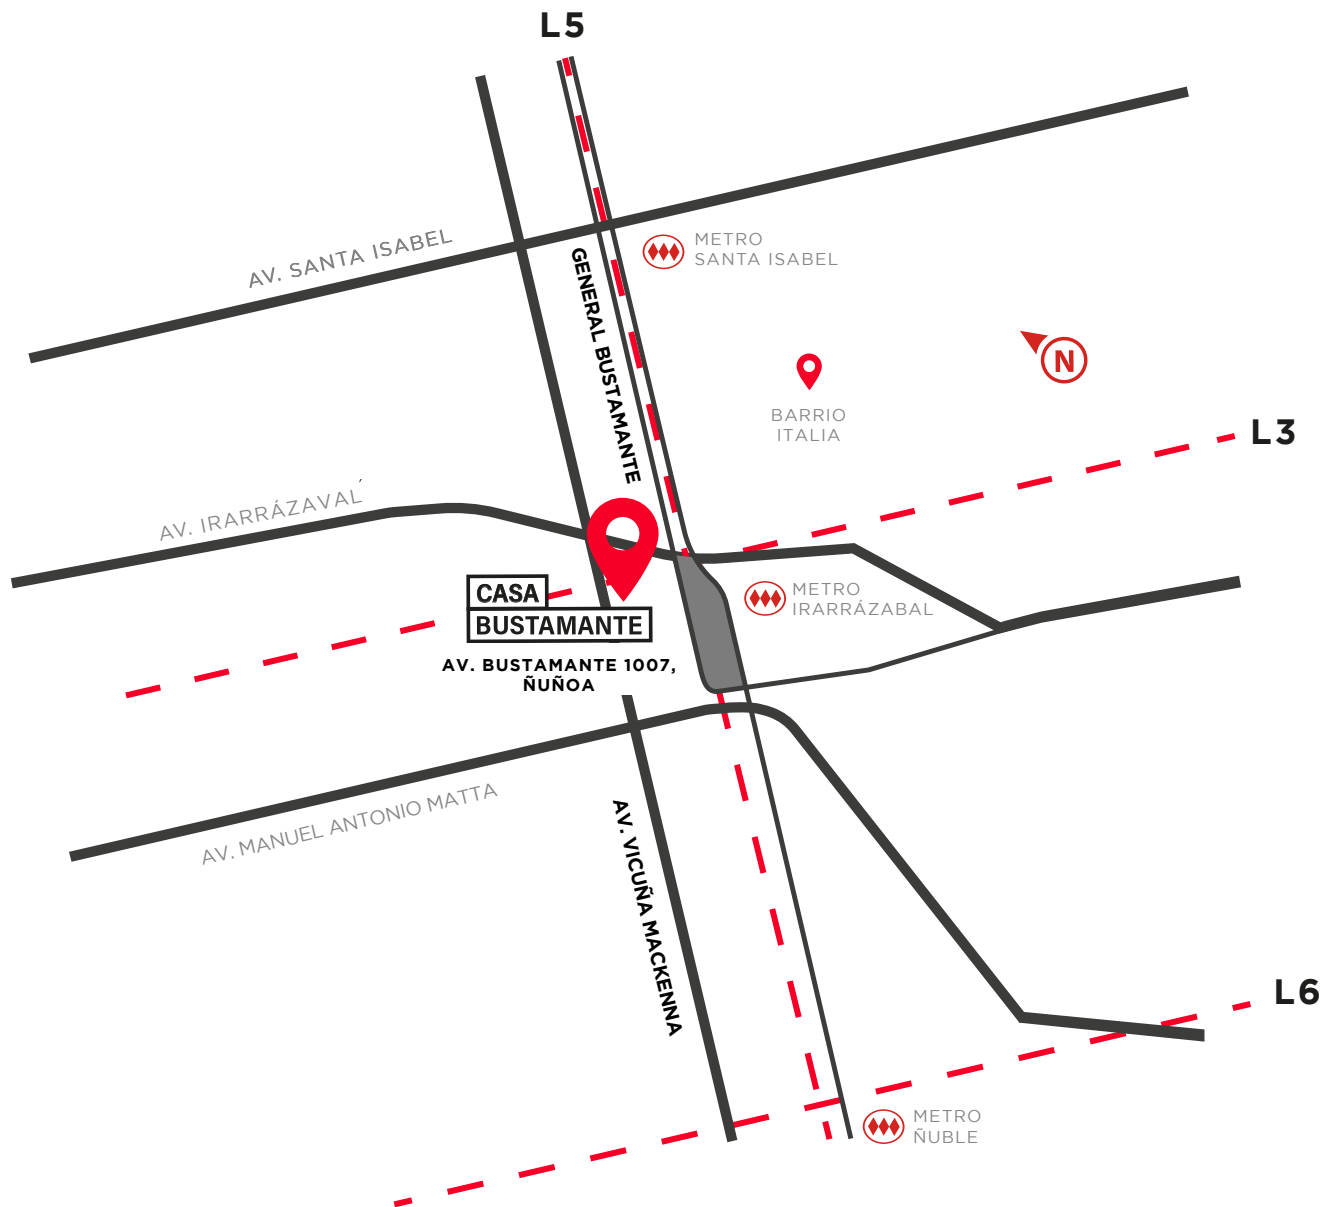 L5
AV. SANTA ISABEL
METRO
SANTA ISABEL
GENERAL BUSTAMANTE
N
BARRIO
ITALIA
L3
AV. IRARRÁZAVAL
CASA
BUSTAMANTE
METRO
IRARRÁZABAL
AV. BUSTAMANTE 1007,
ÑUÑOA
AV. MANUEL ANTONIO MATTA
AV. VICUÑA MACKENNA
L6
METRO
ÑUBLE